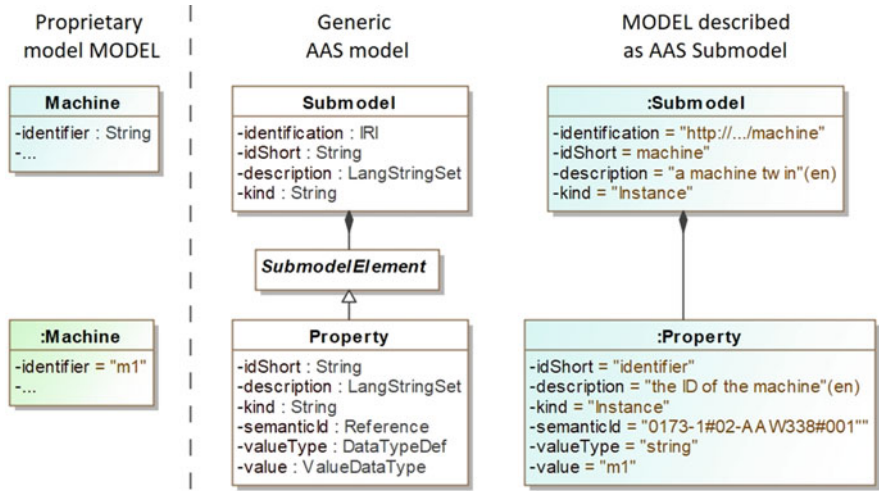 Proprietary
model MODEL
Machine
-identifier : String
-...
:Machine
-identifier = "m1"
-...
Generic
AAS model
Submodel
-identification : IRI
-idShort : String
-description : LangStringSet
-kind : String
SubmodelElement
Property
-idShort : String
-description : LangStringSet
-kind : String
-semanticId : Reference
-valueType : DataTypeDef
-value : ValueDataType
MODEL described
as AAS Submodel
:Submodel
-identification = "http://.../machine"
-idShort = machine"
-description = "a machine twin"(en)
-kind = "Instance"
:Property
-idShort = "identifier"
-description = "the ID of the machine"(en)
-kind = "Instance"
-semanticId = "0173-1#02-AAW338#001""
-valueType = "string"
-value = "m1"